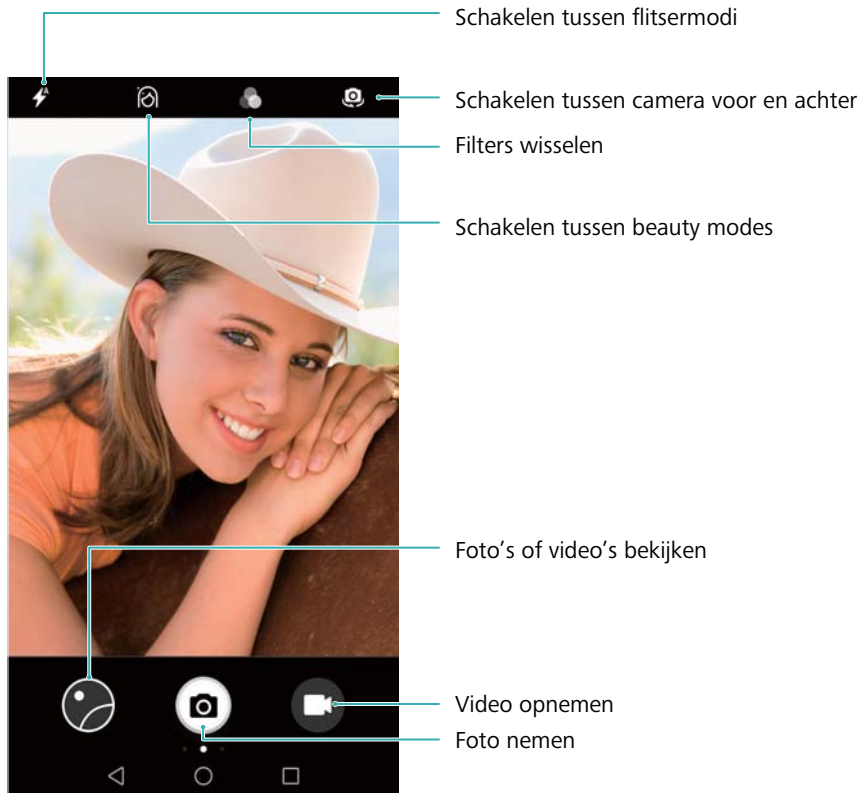 Schakelen tussen flitsermodi
A
Schakelen tussen camera voor en achter
Filters wisselen
Schakelen tussen beauty modes
Foto's of video's bekijken
Video opnemen
Foto nemen